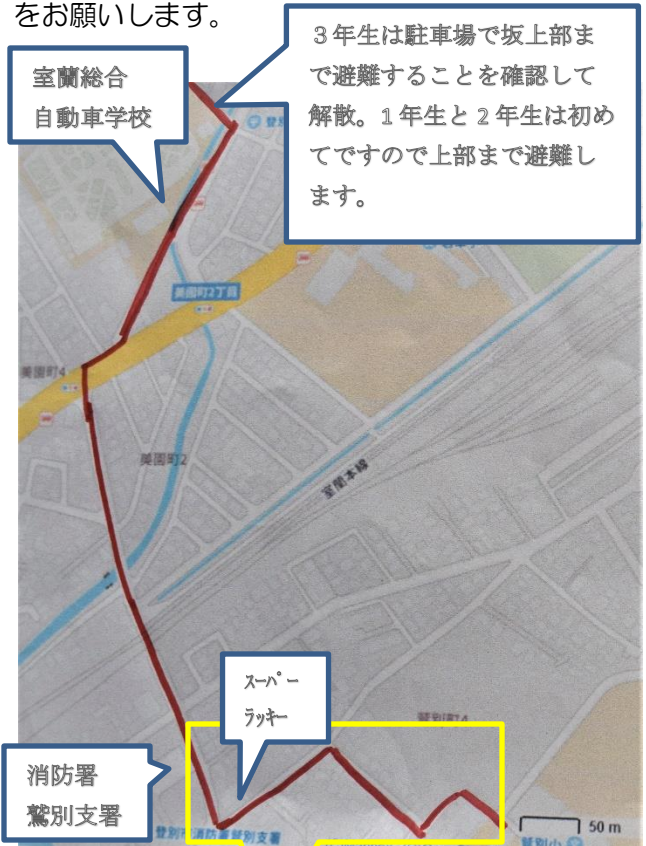 をお願いします。
3年生は駐車場で坂上部ま
で避難することを確認して
解散。1年生と2年生は初め
てですので上部まで避難し
ます。
室蘭総合
自動車学校
美園町2丁目
美園町4
美園町2
室蘭本線
スーパー
ラッキー
鷲別町4
消防署
鷲別支署
登別市消防署鷲別支署
50 m
鷲別小